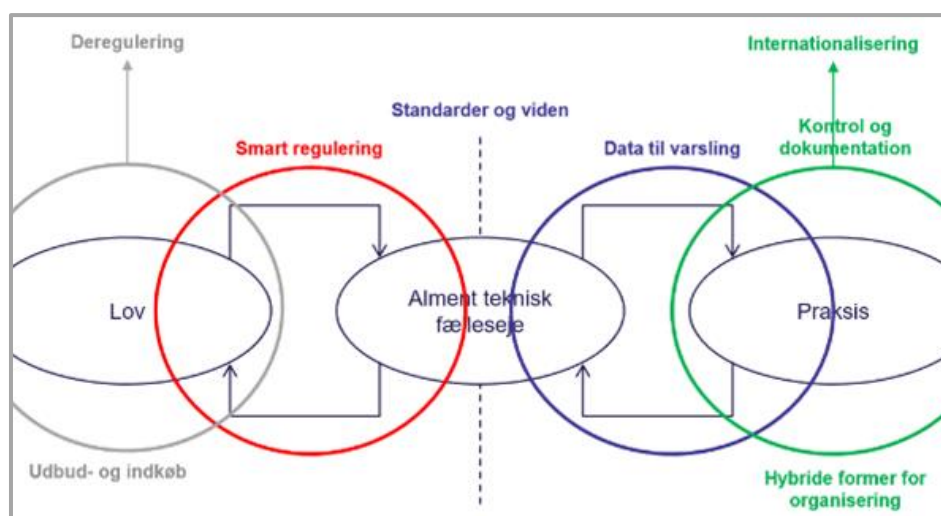 Deregulering
Internationalisering
Standarder og viden
Kontrol og
dokumentation
Smart regulering
Data til varsling
Lov
Alment teknisk
fælleseje
Praksis
Udbud- og indkøb
Hybride former for
organisering